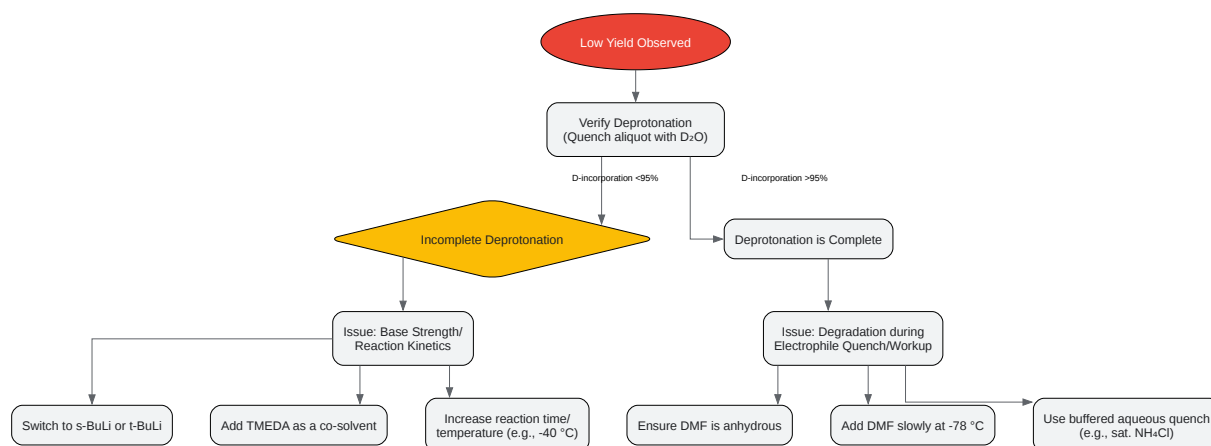 Low Yield Observed
Verify Deprotonation
(Quench aliquot with D₂O)
D-incorporation <95%
D-incorporation >95%
Incomplete Deprotonation
Deprotonation is Complete
Issue: Base Strength/
Reaction Kinetics
Issue: Degradation during
Electrophile Quench/Workup
Switch to s-BuLi or t-BuLi
Add TMEDA as a co-solvent
Increase reaction time/
temperature (e.g., -40 °C)
Ensure DMF is anhydrous
Add DMF slowly at -78 °C
Use buffered aqueous quench
(e.g., sat. NH₄Cl)